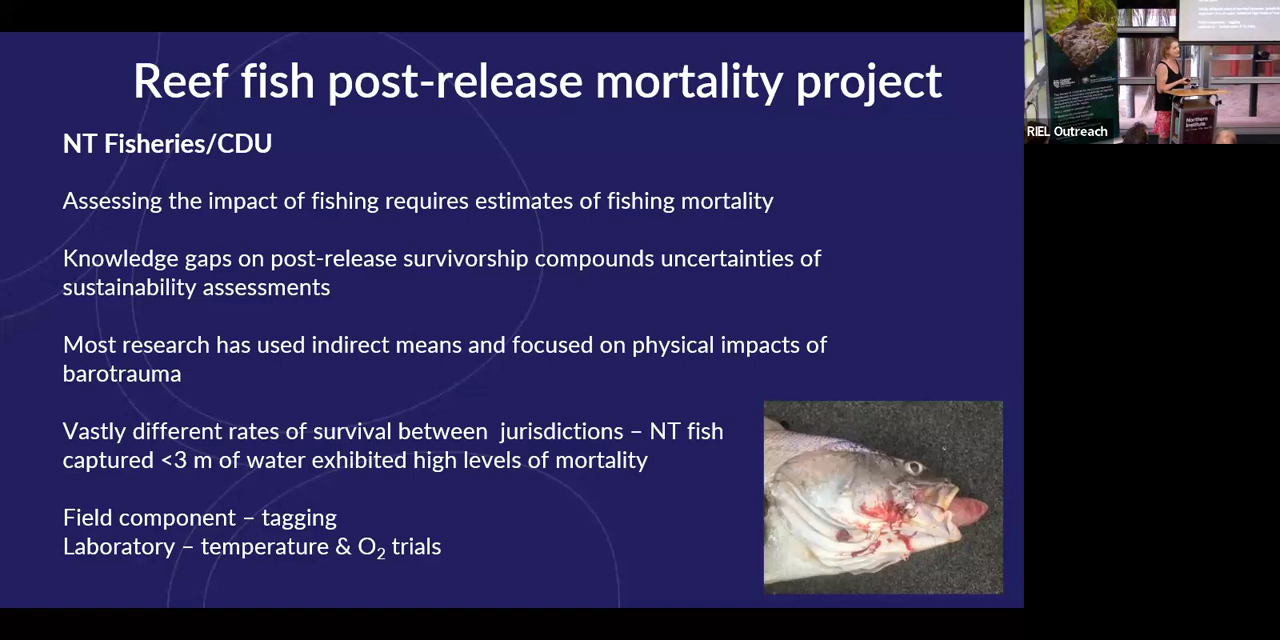 Reef fish post-release mortality project
NT Fisheries/CDU
Assessing the impact of fishing requires estimates of fishing mortality
Knowledge gaps on post-release survivorship compounds uncertainties of
sustainability assessments
Most research has used indirect means and focused on physical impacts of
barotrauma
Vastly different rates of survival between  jurisdictions – NT fish
captured <3 m of water exhibited high levels of mortality
Field component – tagging
Laboratory – temperature & O₂ trials
RIEL Outreach
Northern
Institute